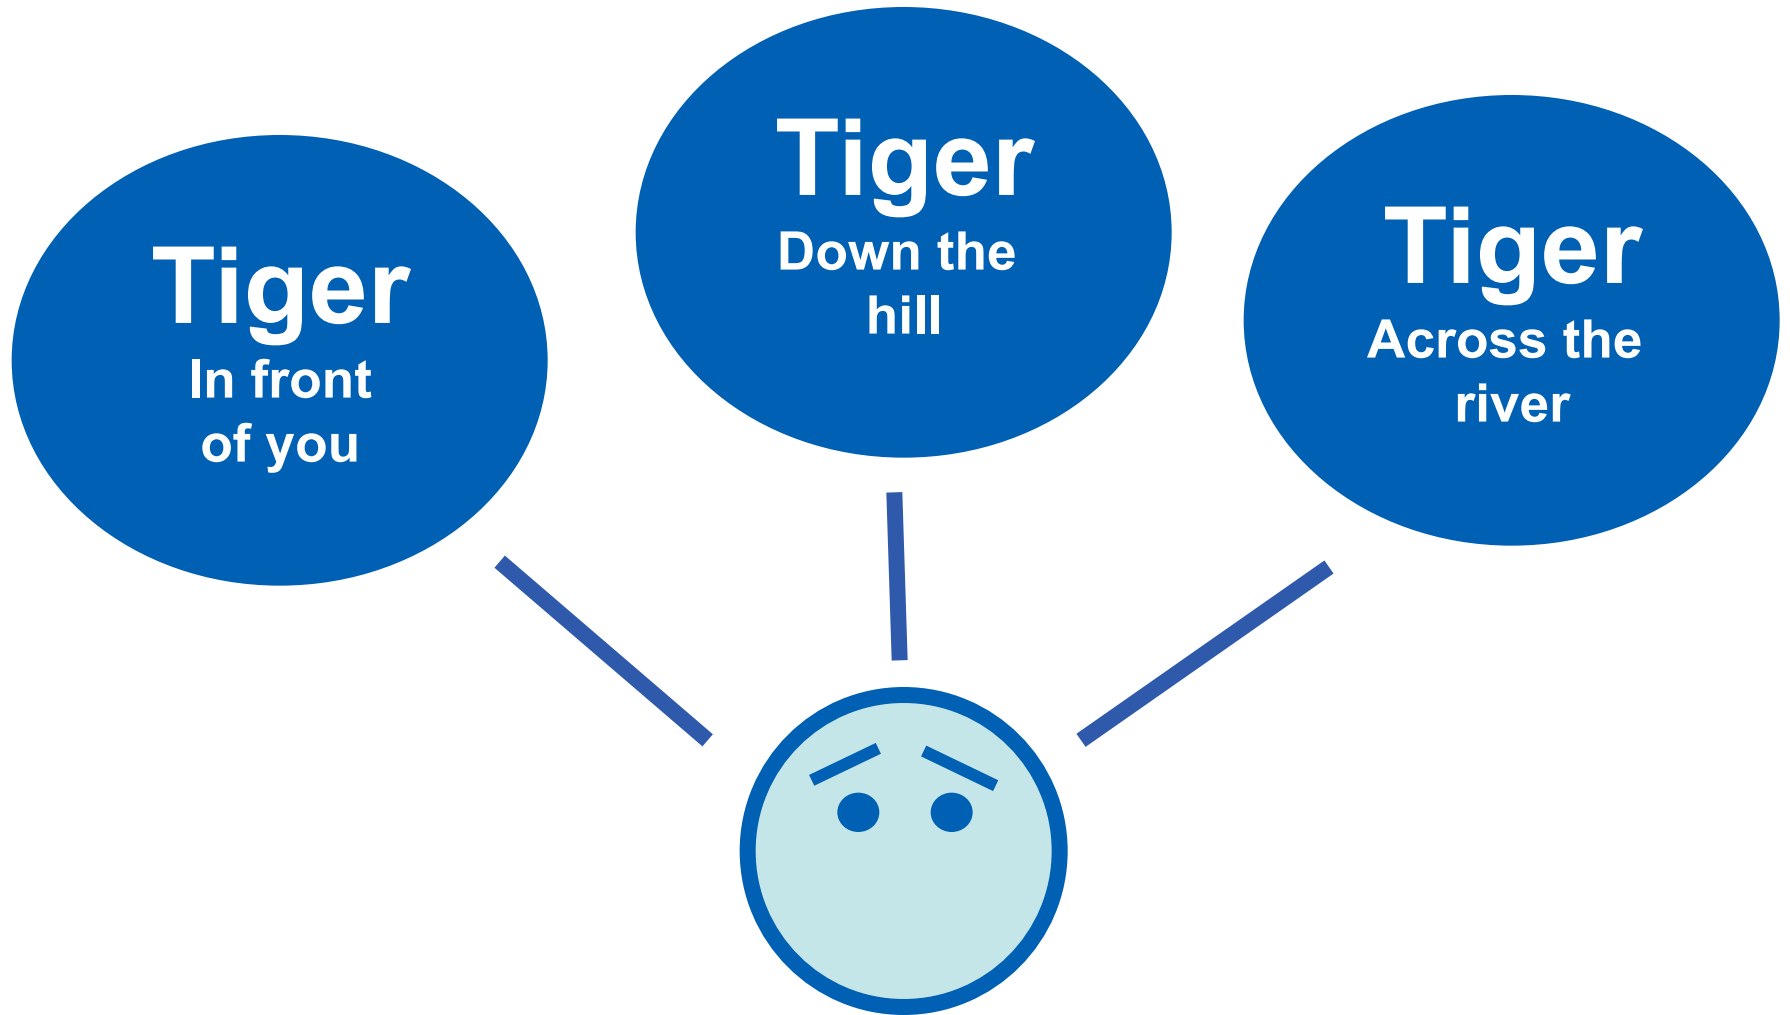 Tiger
In front
of you
Tiger
Down the
hill
Tiger
Across the
river